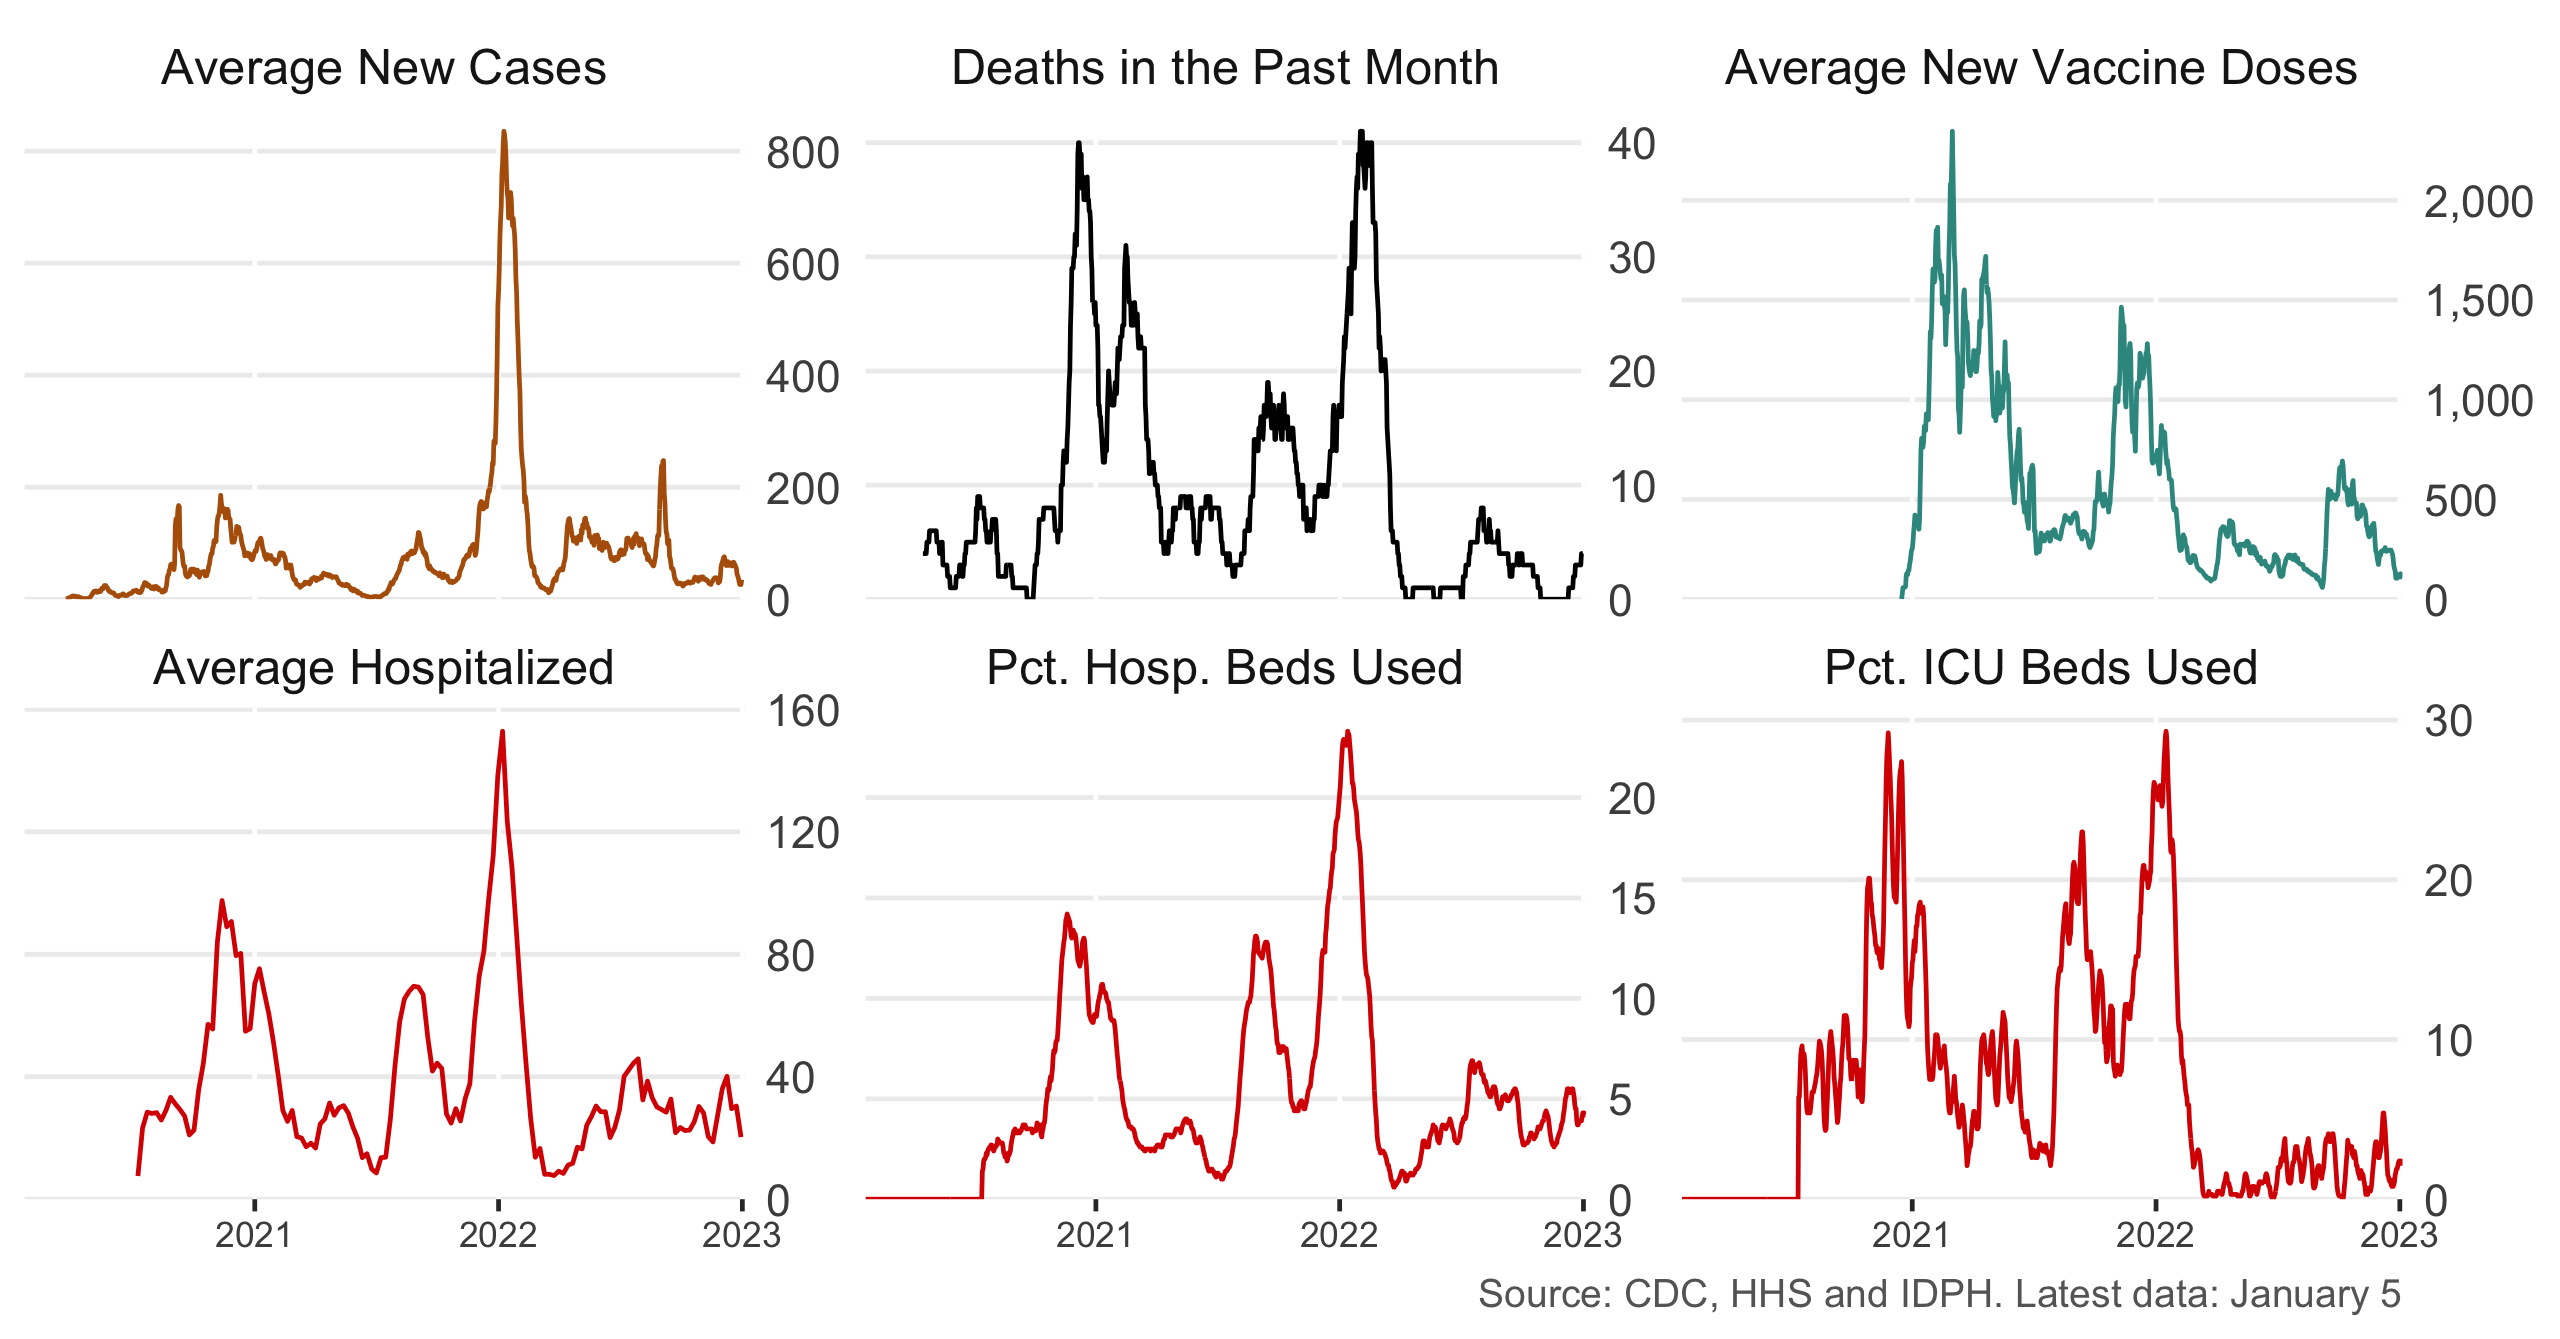 Average New Cases
800
600
400
200
0
Deaths in the Past Month
40
30
20
10
0
Average New Vaccine Doses
2,000
1,500
1,000
500
0
Average Hospitalized
160
120
80
40
0
2021 2022 2023
Pct. Hosp. Beds Used
20
15
10
5
0
2021 2022 2023
Pct. ICU Beds Used
30
20
10
0
2021 2022 2023
Source: CDC, HHS and IDPH. Latest data: January 5